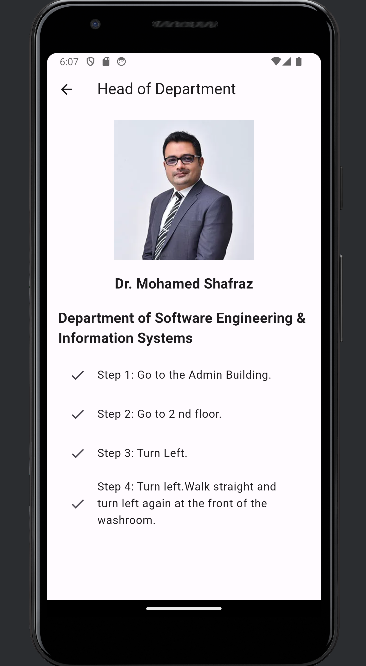 6:07
Head of Department
Dr. Mohamed Shafraz
Department of Software Engineering &
Information Systems
Step 1: Go to the Admin Building.
Step 2: Go to 2 nd floor.
Step 3: Turn Left.
Step 4: Turn left.Walk straight and
turn left again at the front of the
washroom.